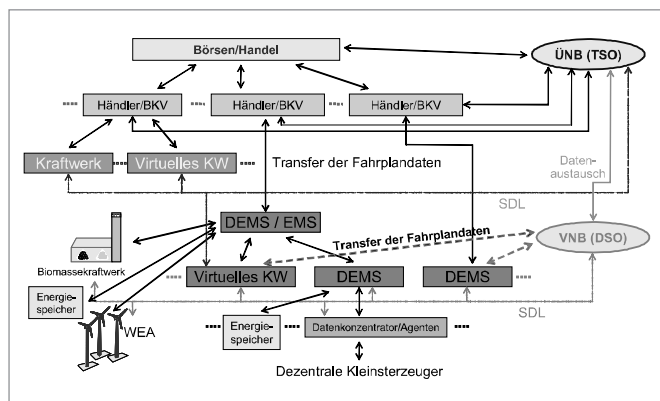 Börsen/Handel
ÜNB (TSO)
Händler/BKV
Händler/BKV
Händler/BKV
Kraftwerk
Virtuelles KW
Transfer der Fahrplandaten
Daten-
austausch
SDL
DEMS / EMS
Transfer der Fahrplandaten
VNB (DSO)
Biomassekraftwerk
Virtuelles KW
DEMS
DEMS
Energie-
speicher
SDL
WEA
Energie-
speicher
Datenkonzentrator/Agenten
Dezentrale Kleinsterzeuger